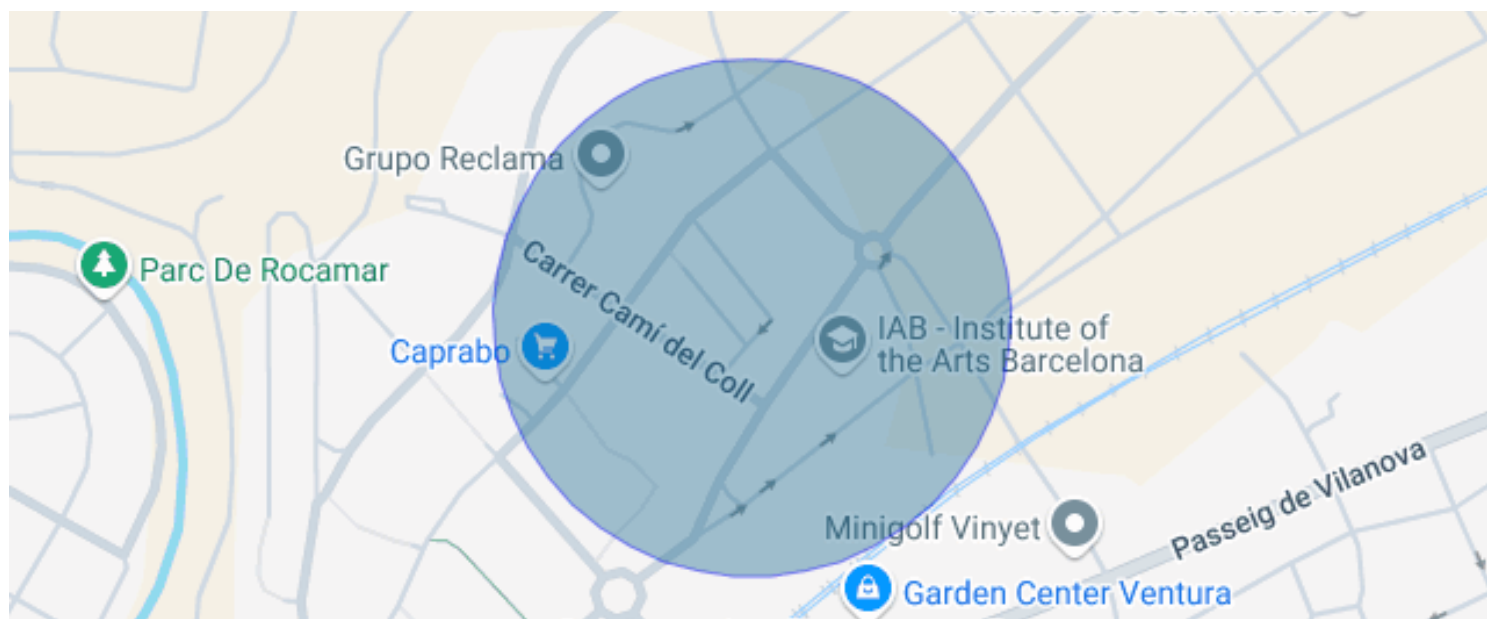 Grupo Reclama
Parc De Rocamar
Carrer Camí del Coll
Caprabo
IAB - Institute of
the Arts Barcelona
Passeig de Vilanova
Minigolf Vinyet
Garden Center Ventura